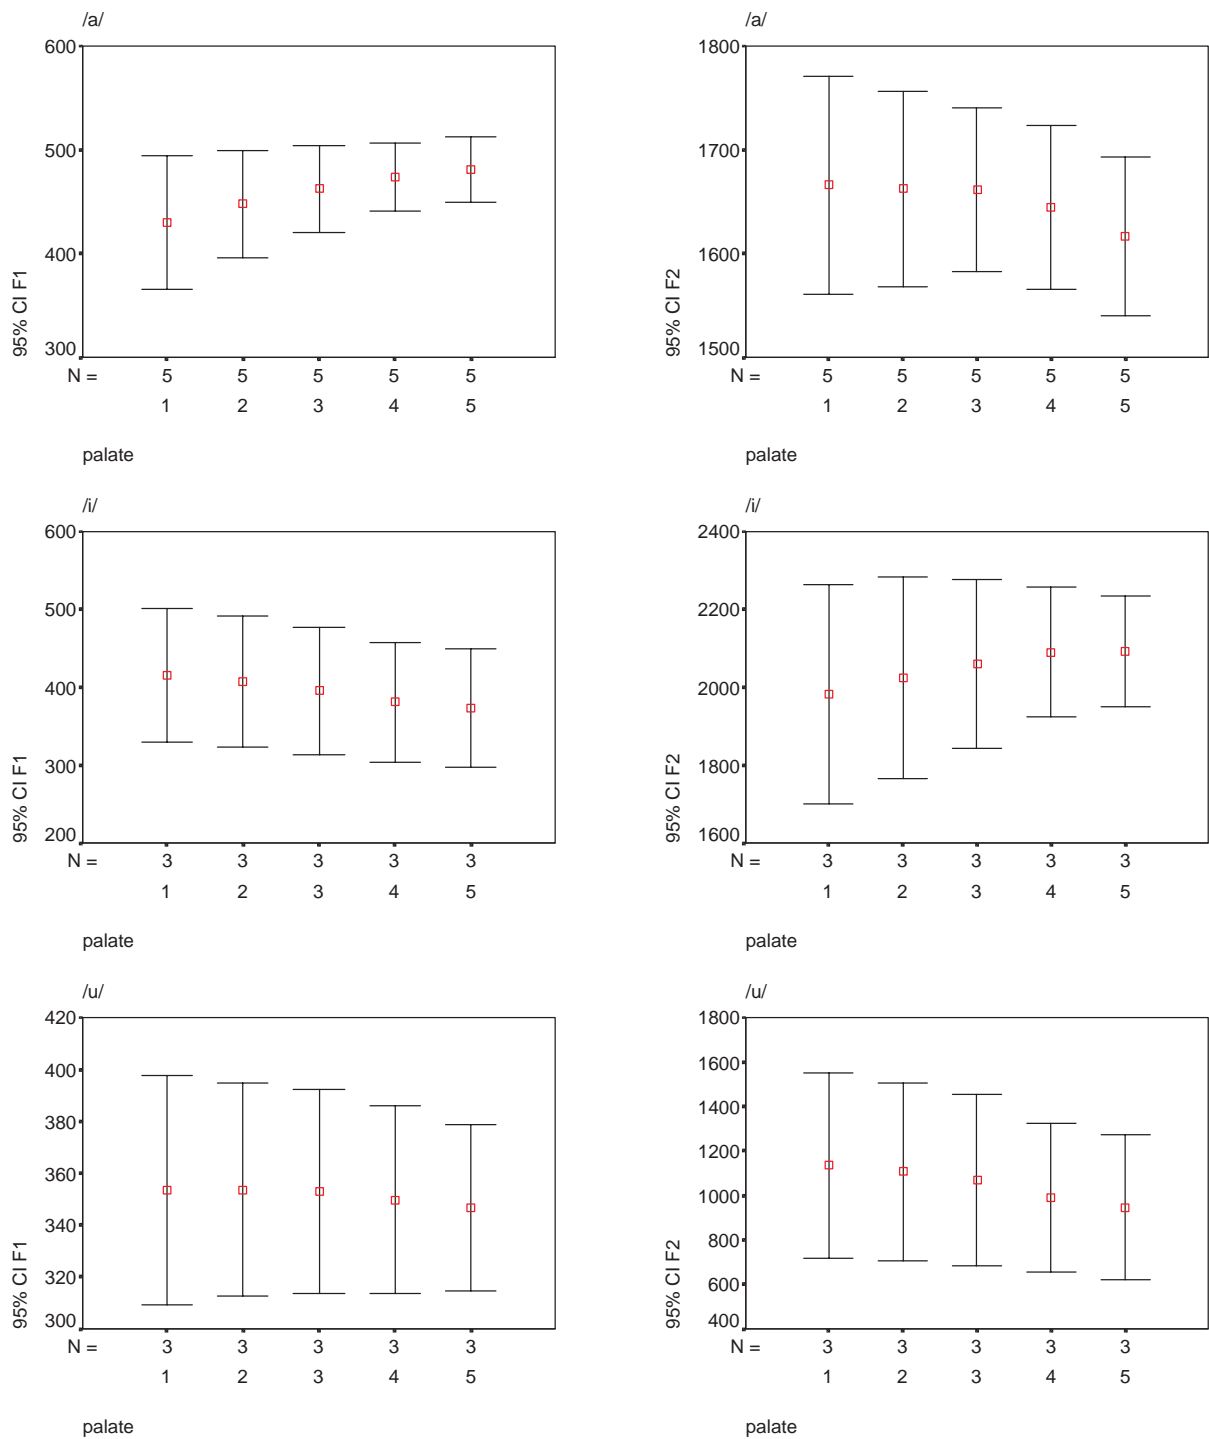 /a/
600
500
400
300
95% CI F1
N = 5 5 5 5 5
1 2 3 4 5
palate
/a/
1800
1700
1600
1500
95% CI F2
N = 5 5 5 5 5
1 2 3 4 5
palate
/i/
600
500
400
300
200
95% CI F1
N = 3 3 3 3 3
1 2 3 4 5
palate
/i/
2400
2200
2000
1800
1600
95% CI F2
N = 3 3 3 3 3
1 2 3 4 5
palate
/u/
420
400
380
360
340
320
300
95% CI F1
N = 3 3 3 3 3
1 2 3 4 5
palate
/u/
1800
1600
1400
1200
1000
800
600
400
95% CI F2
N = 3 3 3 3 3
1 2 3 4 5
palate